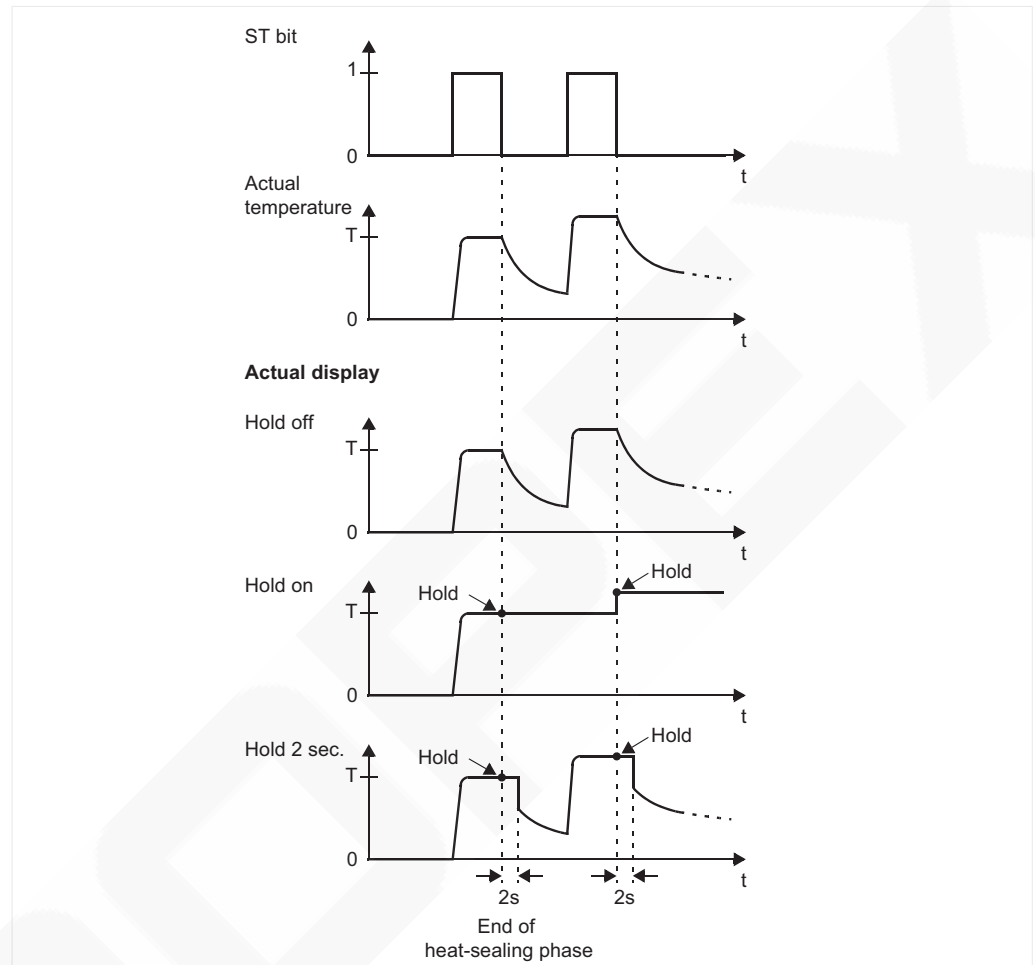 ST bit
1
0
t
Actual
temperature
T
0
t
Actual display
Hold off
T
0
t
Hold on
Hold
Hold
T
0
t
Hold 2 sec.
Hold
Hold
T
0
t
2s
2s
End of
heat-sealing phase